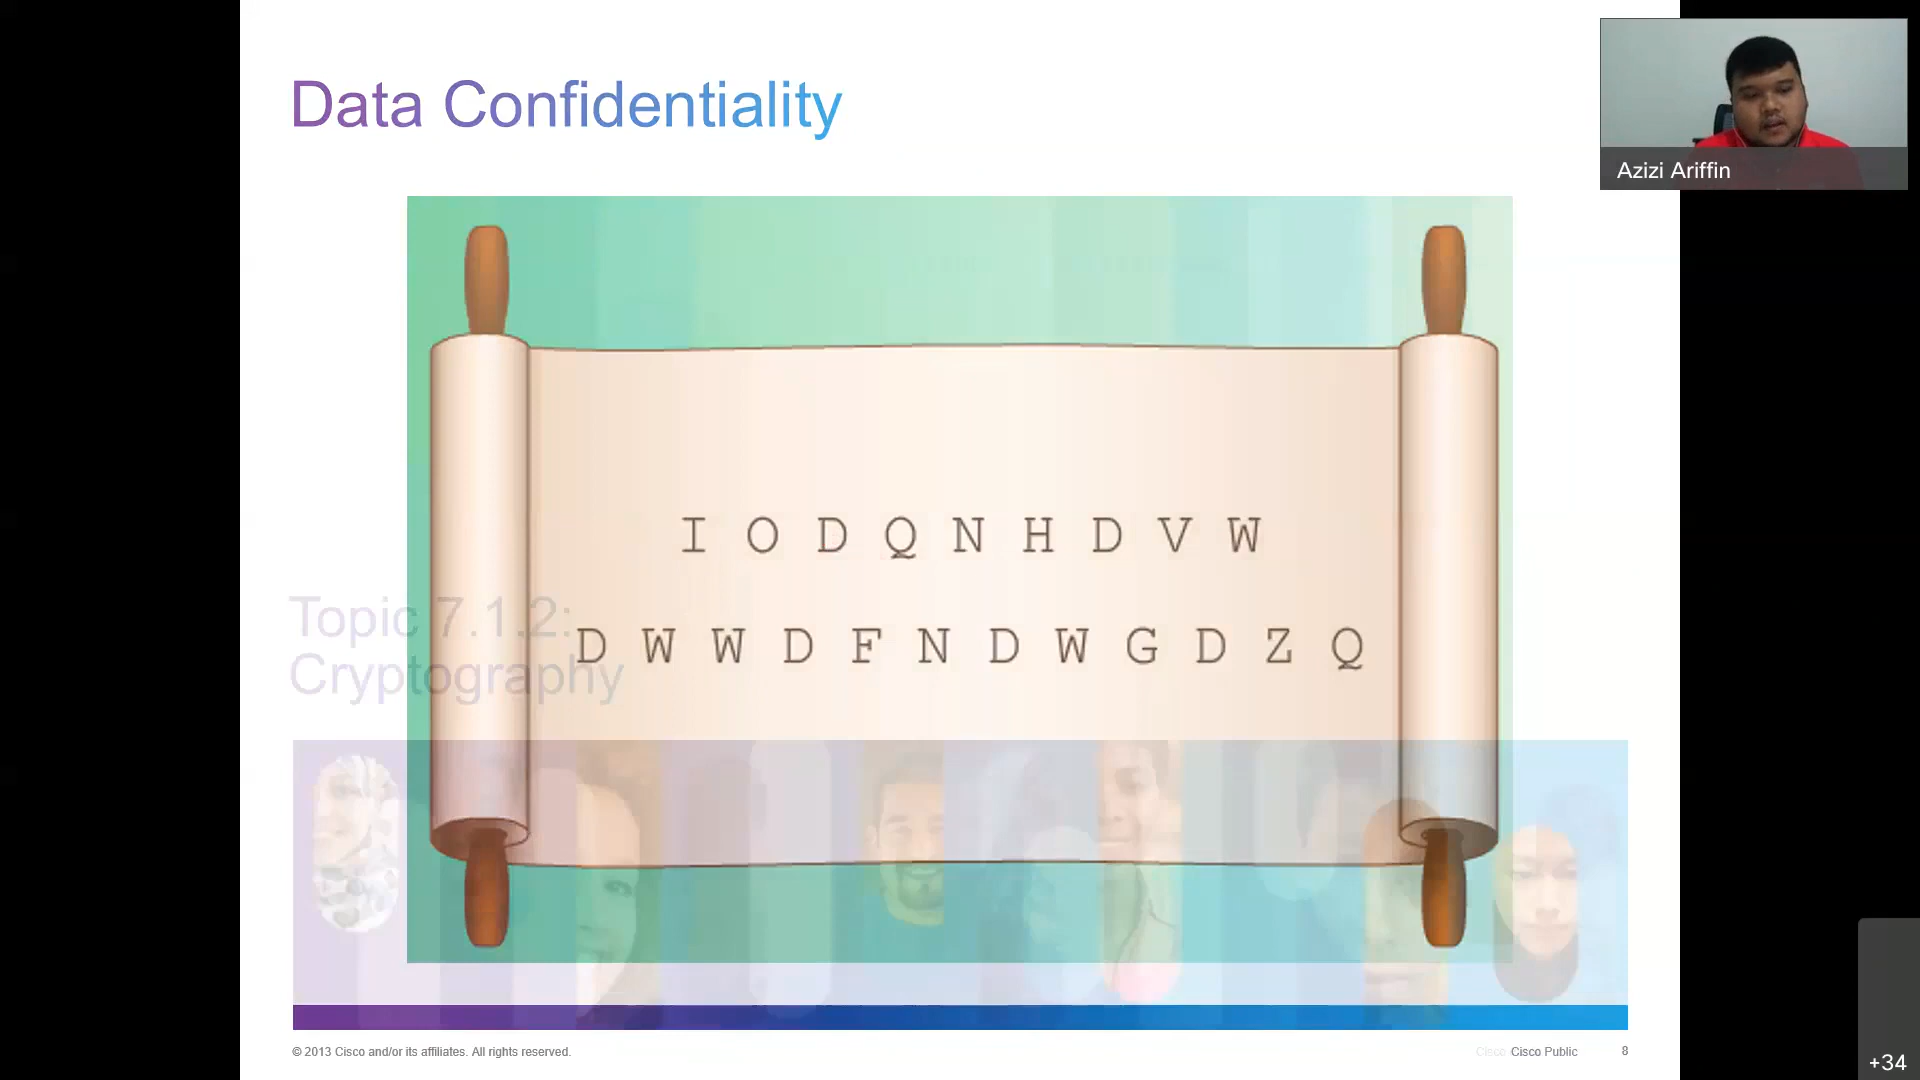 Data Confidentiality
Azizi Ariffin
I O D Q N H D V W
Topic 7.1.2:
D W W D F N D W G D Z Q
Cryptography
© 2013 Cisco and/or its affiliates. All rights reserved.
Cisco Cisco Public
8
+34